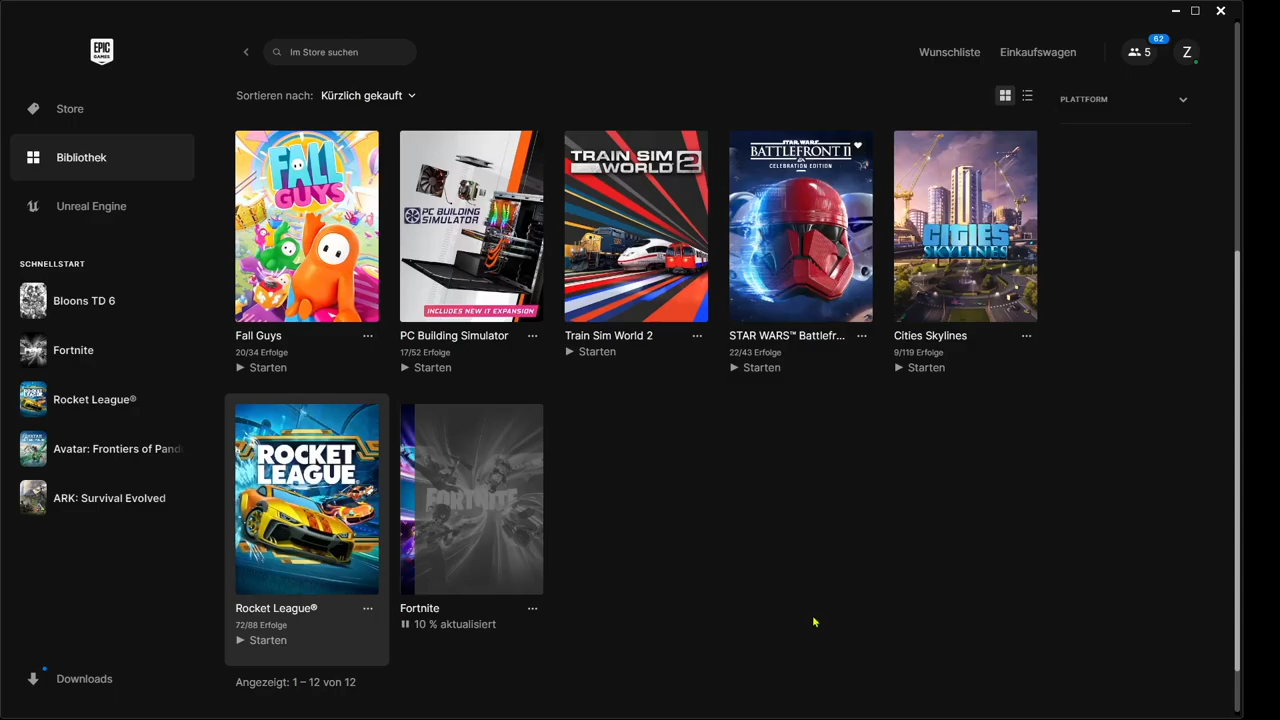 EPIC
GAMES
Im Store suchen
Wunschliste
Einkaufswagen
62
5
Z
Store
Bibliothek
Unreal Engine
SCHNELLSTART
Bloons TD 6
Fortnite
Rocket League®
Avatar: Frontiers of Pand
ARK: Survival Evolved
Downloads
Sortieren nach: Kürzlich gekauft
PLATTFORM
FALL
GUYS
Fall Guys
20/34 Erfolge
Starten
PC BUILDING
SIMULATOR
INCLUDES NEW IT EXPANSION
PC Building Simulator
17/52 Erfolge
Starten
TRAIN SIM
WORLD 2
Train Sim World 2
Starten
STAR WARS
BATTLEFRONT II
CELEBRATION EDITION
STAR WARS™ Battlefr...
22/43 Erfolge
Starten
CITIES
SKYLINES
Cities Skylines
9/119 Erfolge
Starten
ROCKET
LEAGUE
Rocket League®
72/88 Erfolge
Starten
FORTNITE
Fortnite
10 % aktualisiert
Angezeigt: 1 – 12 von 12